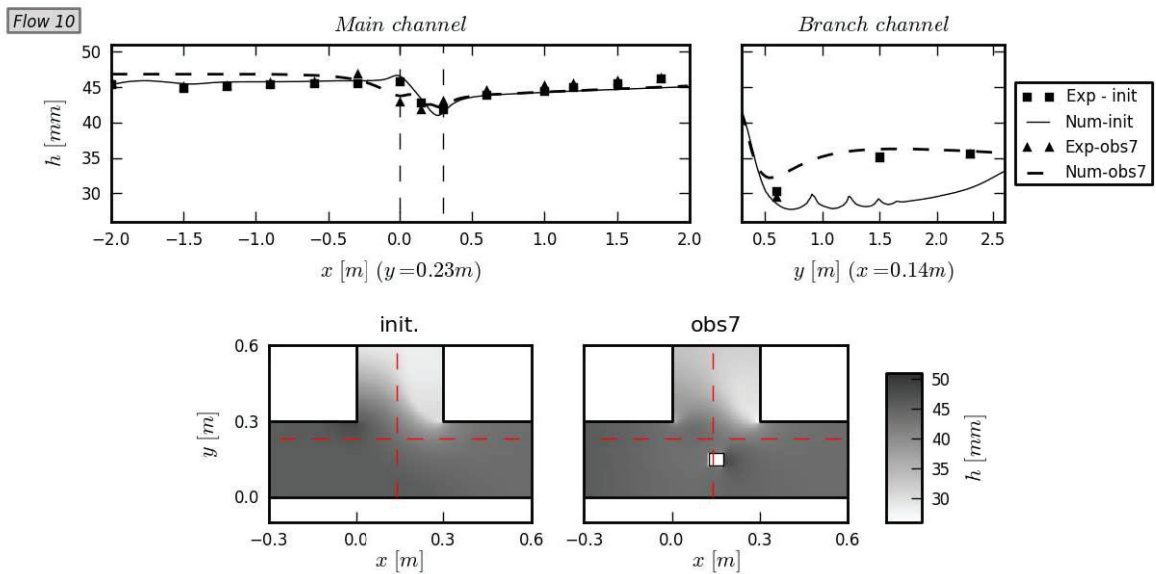 Flow 10
Main channel
Branch channel
50
45
40
35
30
h [mm]
−2.0 −1.5 −1.0 −0.5 0.0 0.5 1.0 1.5 2.0
x [m] (y=0.23m)
0.5 1.0 1.5 2.0 2.5
y [m] (x=0.14m)
Exp - init
Num-init
Exp-obs7
Num-obs7
init.
obs7
0.6
0.3
0.0
y [m]
−0.3 0.0 0.3 0.6
x [m]
−0.3 0.0 0.3 0.6
x [m]
50
45
40
35
30
h [mm]